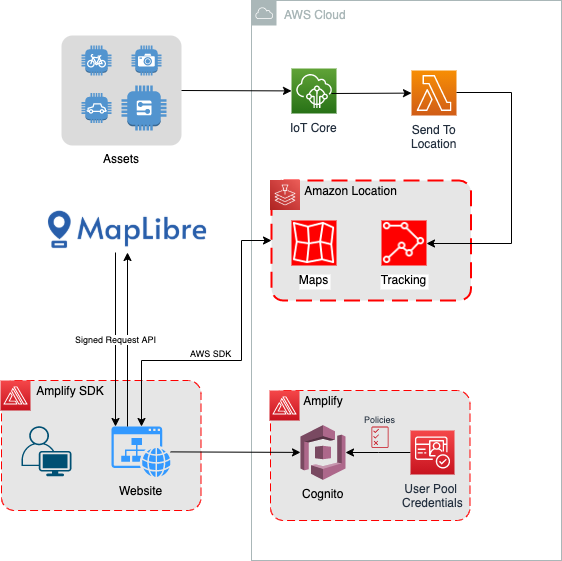 AWS Cloud
Assets
IoT Core
Send To
Location
Amazon Location
MapLibre
Maps
Tracking
Signed Request API
AWS SDK
Amplify SDK
Amplify
Policies
Website
Cognito
User Pool
Credentials